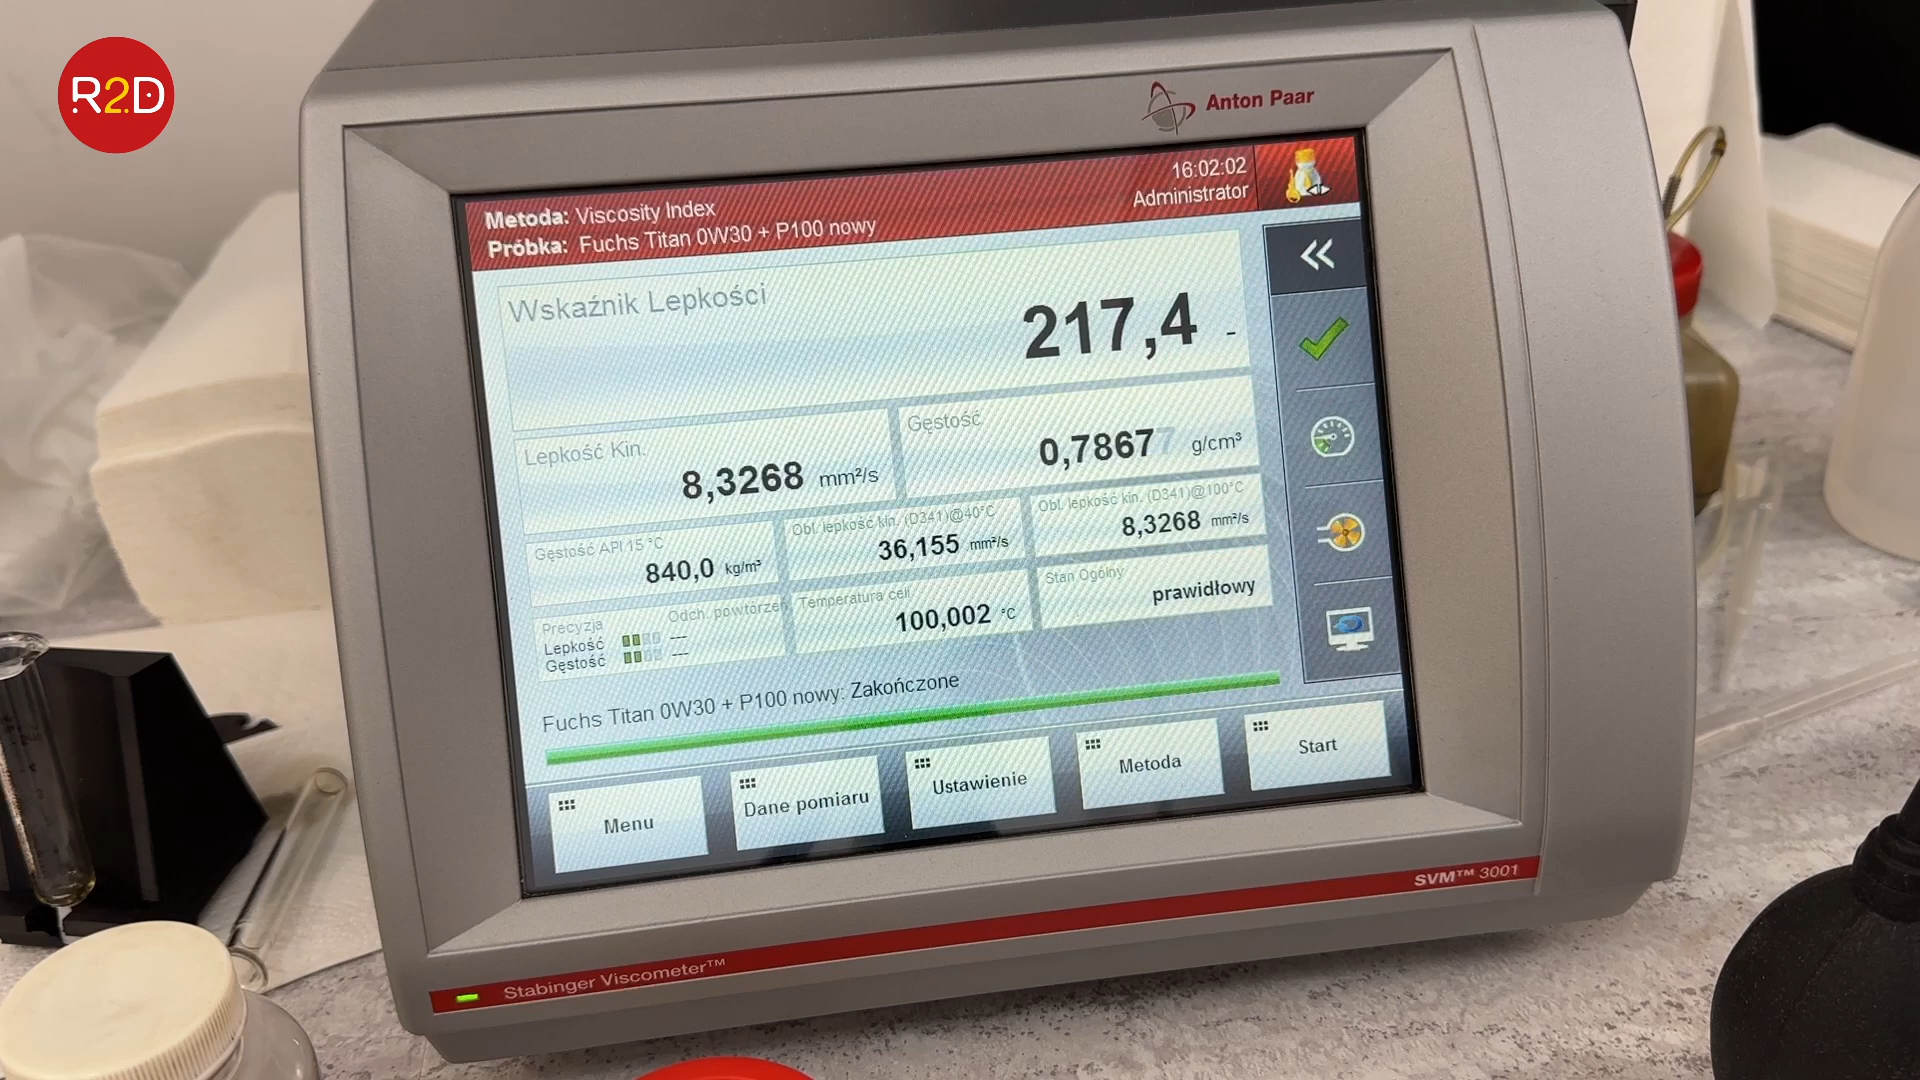 R2D
Anton Paar
16:02:02
Administrator
Metoda: Viscosity Index
Próbka: Fuchs Titan 0W30 + P100 nowy
Wskaźnik Lepkości
217,4 -
Lepkość Kin.
8,3268 mm²/s
Gęstość
0,7867 g/cm³
Gęstość API 15 °C
840,0 kg/m³
Obl. lepkość kin. (D341)@40°C
36,155 mm²/s
Obl. lepkość kin. (D341)@100°C
8,3268 mm²/s
Precyzja Odch. powtórzeń
Lepkość ---
Gęstość ---
Temperatura celi
100,002 °C
Stan Ogólny
prawidłowy
Fuchs Titan 0W30 + P100 nowy: Zakończone
Menu
Dane pomiaru
Ustawienie
Metoda
Start
SVM™ 3001
Stabinger Viscometer™